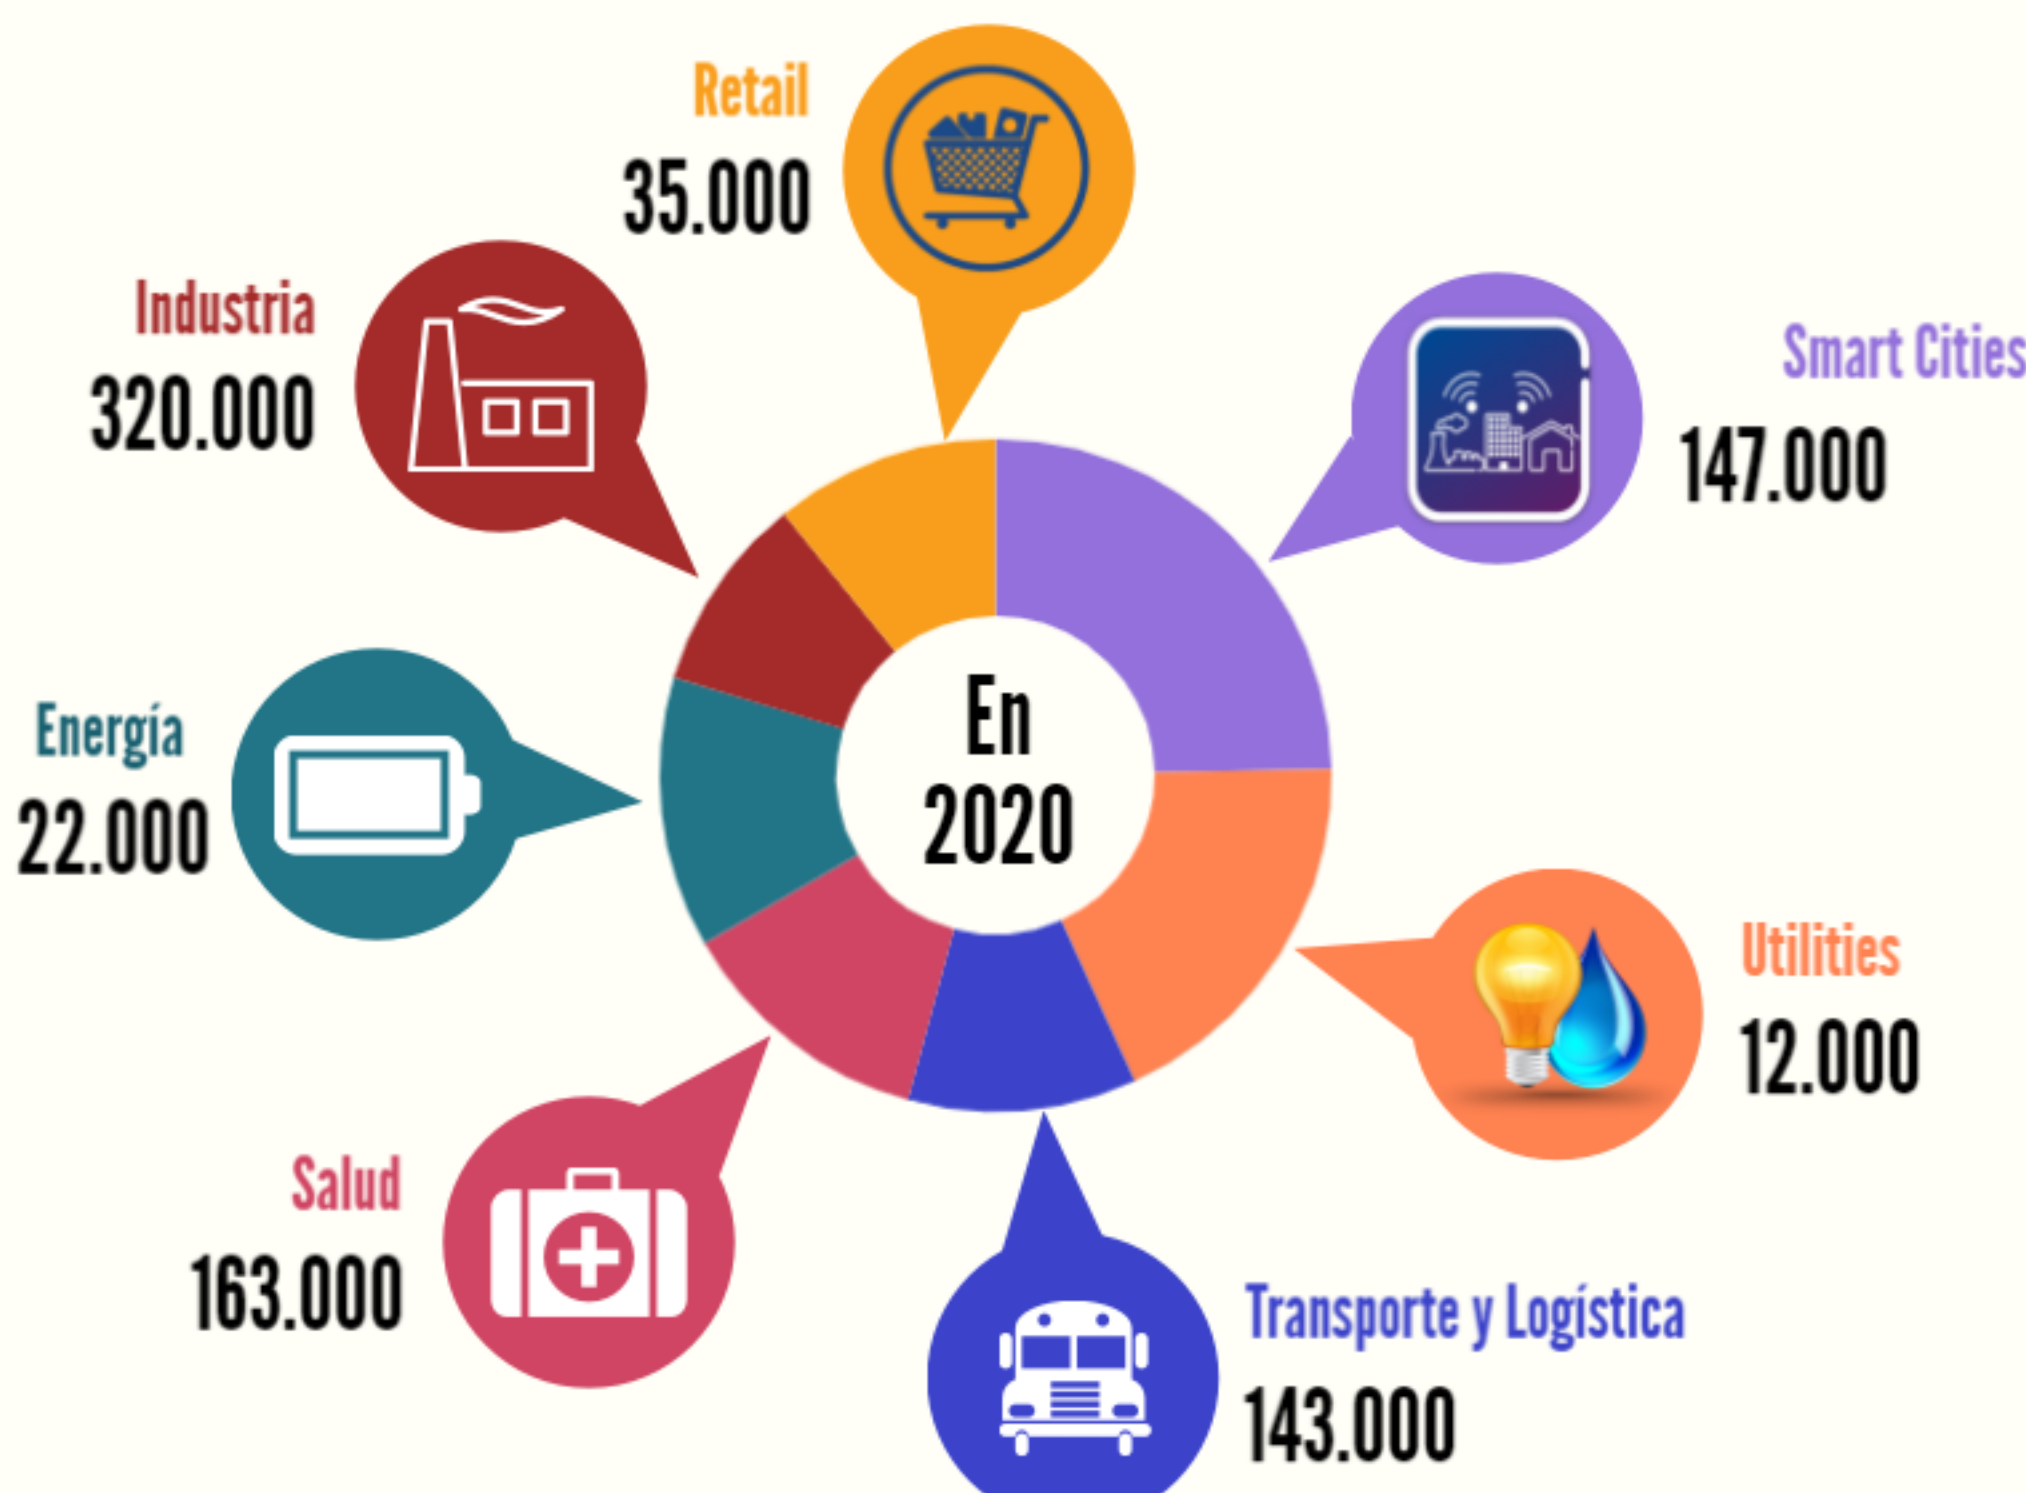 Retail
35.000
Industria
320.000
Smart Cities
147.000
En
2020
Energía
22.000
Utilities
12.000
Salud
163.000
Transporte y Logística
143.000